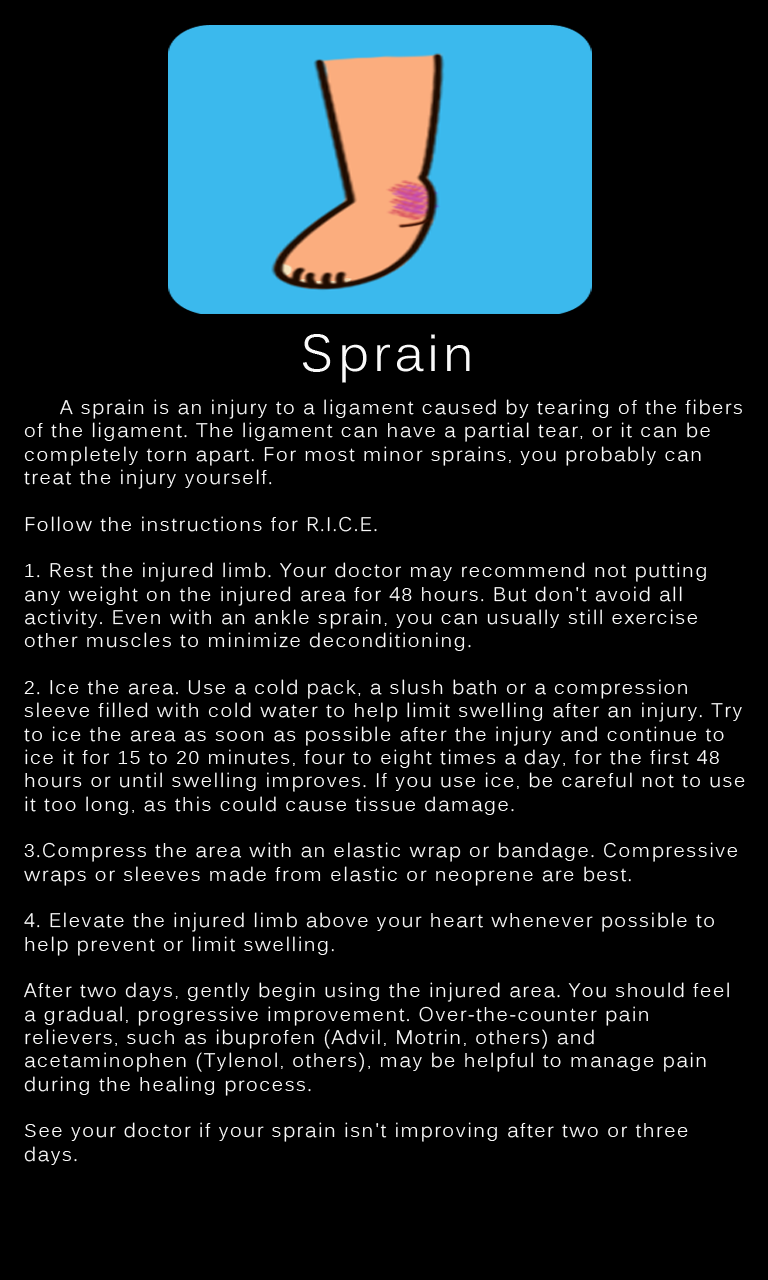 Sprain
A sprain is an injury to a ligament caused by tearing of the fibers
of the ligament. The ligament can have a partial tear, or it can be
completely torn apart. For most minor sprains, you probably can
treat the injury yourself.
Follow the instructions for R.I.C.E.
1. Rest the injured limb. Your doctor may recommend not putting
any weight on the injured area for 48 hours. But don't avoid all
activity. Even with an ankle sprain, you can usually still exercise
other muscles to minimize deconditioning.
2. Ice the area. Use a cold pack, a slush bath or a compression
sleeve filled with cold water to help limit swelling after an injury. Try
to ice the area as soon as possible after the injury and continue to
ice it for 15 to 20 minutes, four to eight times a day, for the first 48
hours or until swelling improves. If you use ice, be careful not to use
it too long, as this could cause tissue damage.
3.Compress the area with an elastic wrap or bandage. Compressive
wraps or sleeves made from elastic or neoprene are best.
4. Elevate the injured limb above your heart whenever possible to
help prevent or limit swelling.
After two days, gently begin using the injured area. You should feel
a gradual, progressive improvement. Over-the-counter pain
relievers, such as ibuprofen (Advil, Motrin, others) and
acetaminophen (Tylenol, others), may be helpful to manage pain
during the healing process.
See your doctor if your sprain isn't improving after two or three
days.